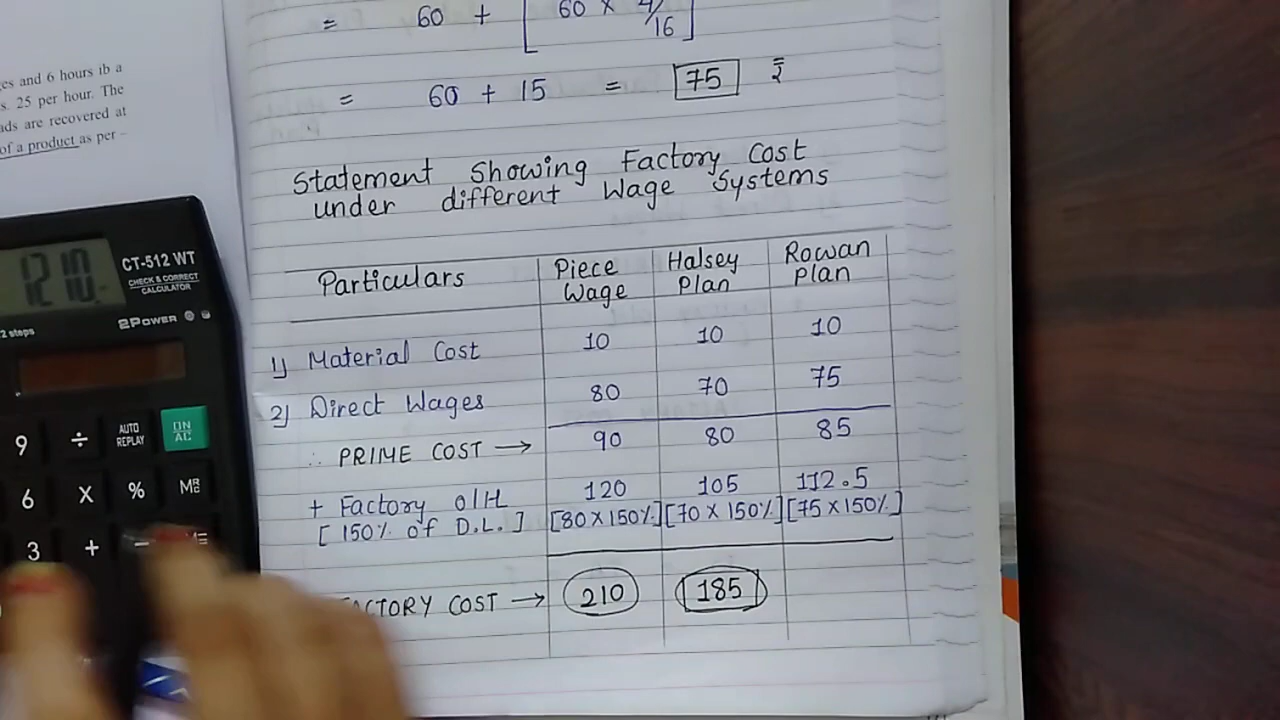 = 60 + [ 60 × 4/16 ]
= 60 + 15 = 75 ₹
es and 6 hours ib a
s. 25 per hour. The
ads are recovered at
of a product as per –
Statement Showing Factory Cost
under different Wage Systems
1210.
CT-512 WT
CHECK & CORRECT
CALCULATOR
2 steps
2POWER
9 ÷ AUTO REPLAY ON AC
6 X % MRC
3 + −
Particulars Piece Wage Halsey Plan Rowan Plan
1) Material Cost 10 10 10
2) Direct Wages 80 70 75
∴ PRIME COST → 90 80 85
+ Factory O/H 120 105 112.5
[ 150% of D.L. ] [80 × 150%] [70 × 150%] [75 × 150%]
ACTORY COST → 210 185